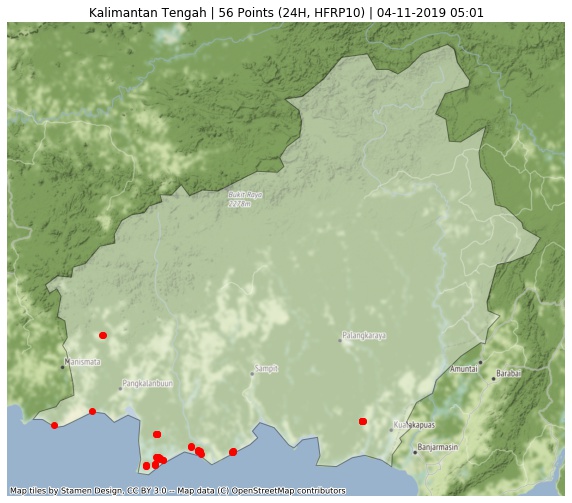 Kalimantan Tengah | 56 Points (24H, HFRP10) | 04-11-2019 05:01
Bukit Raya
2278m
Palangkaraya
Manismata
Sampit
Amuntai
Barabai
Pangkalanbuun
Kualakapuas
Banjarmasin
Map tiles by Stamen Design, CC BY 3.0 -- Map data (C) OpenStreetMap contributors